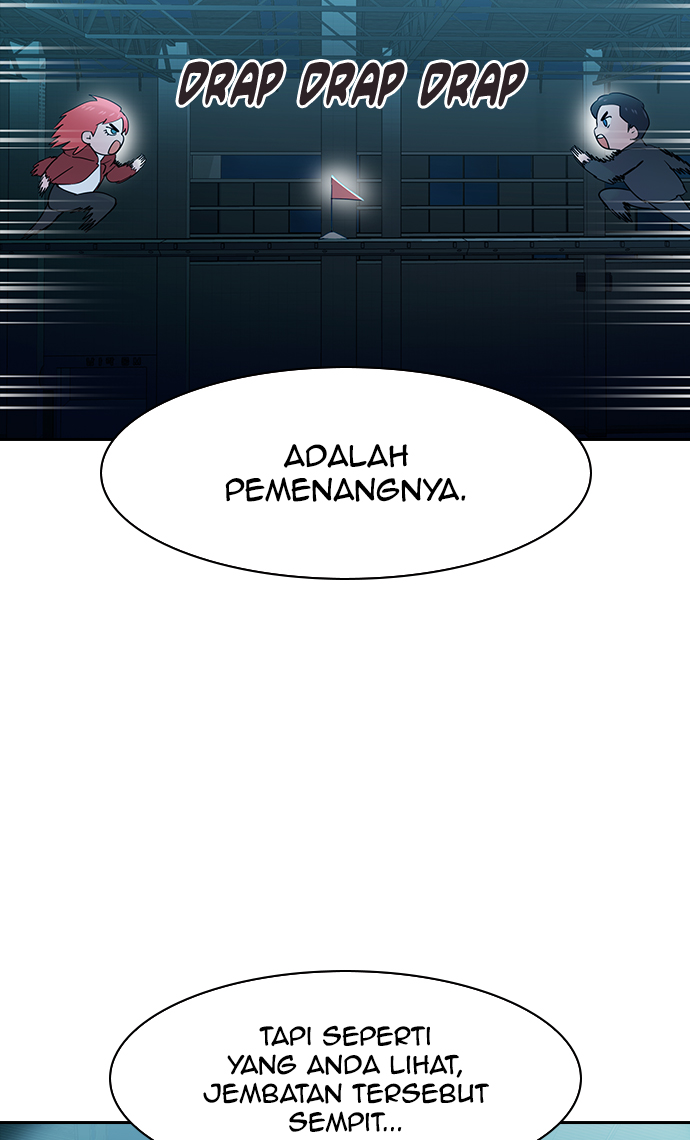 DRAP DRAP DRAP
ADALAH
PEMENANGNYA.
TAPI SEPERTI
YANG ANDA LIHAT,
JEMBATAN TERSEBUT
SEMPIT...